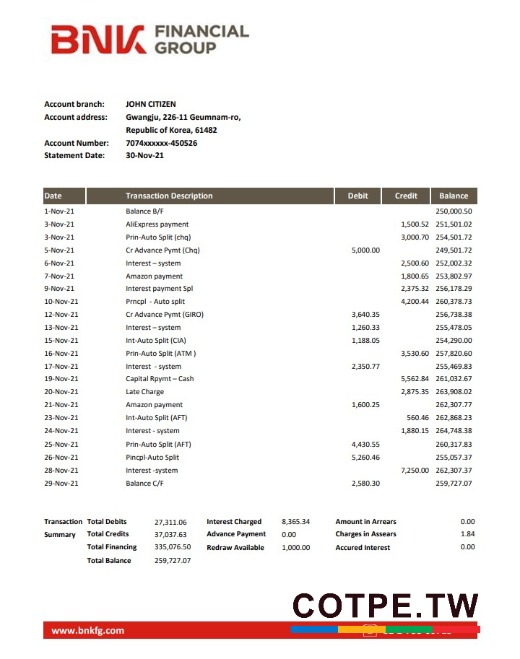 BNK FINANCIAL
GROUP
Account branch: JOHN CITIZEN
Account address: Gwangju, 226-11 Geumnam-ro,
Republic of Korea, 61482
Account Number: 7074xxxxxx-450526
Statement Date: 30-Nov-21
Date Transaction Description Debit Credit Balance
1-Nov-21 Balance B/F 250,000.50
3-Nov-21 AliExpress payment 1,500.52 251,501.02
3-Nov-21 Prin-Auto Split (chq) 3,000.70 254,501.72
5-Nov-21 Cr Advance Pymt (Chq) 5,000.00 249,501.72
6-Nov-21 Interest – system 2,500.60 252,002.32
7-Nov-21 Amazon payment 1,800.65 253,802.97
9-Nov-21 Interest payment Spl 2,375.32 256,178.29
10-Nov-21 Prncpl - Auto split 4,200.44 260,378.73
12-Nov-21 Cr Advance Pymt (GIRO) 3,640.35 256,738.38
13-Nov-21 Interest – system 1,260.33 255,478.05
15-Nov-21 Int-Auto Split (CIA) 1,188.05 254,290.00
16-Nov-21 Prin-Auto Split (ATM ) 3,530.60 257,820.60
17-Nov-21 Interest - system 2,350.77 255,469.83
19-Nov-21 Capital Rpymt – Cash 5,562.84 261,032.67
20-Nov-21 Late Charge 2,875.35 263,908.02
21-Nov-21 Amazon payment 1,600.25 262,307.77
23-Nov-21 Int-Auto Split (AFT) 560.46 262,868.23
24-Nov-21 Interest - system 1,880.15 264,748.38
25-Nov-21 Prin-Auto Split (AFT) 4,430.55 260,317.83
26-Nov-21 Pincpl-Auto Split 5,260.46 255,057.37
28-Nov-21 Interest -system 7,250.00 262,307.37
29-Nov-21 Balance C/F 2,580.30 259,727.07
Transaction Total Debits 27,311.06 Interest Charged 8,365.34 Amount in Arrears 0.00
Summary Total Credits 37,037.63 Advance Payment 0.00 Charges in Assears 1.84
Total Financing 335,076.50 Redraw Available 1,000.00 Accured Interest 0.00
Total Balance 259,727.07
COTPE.TW
www.bnkfg.com